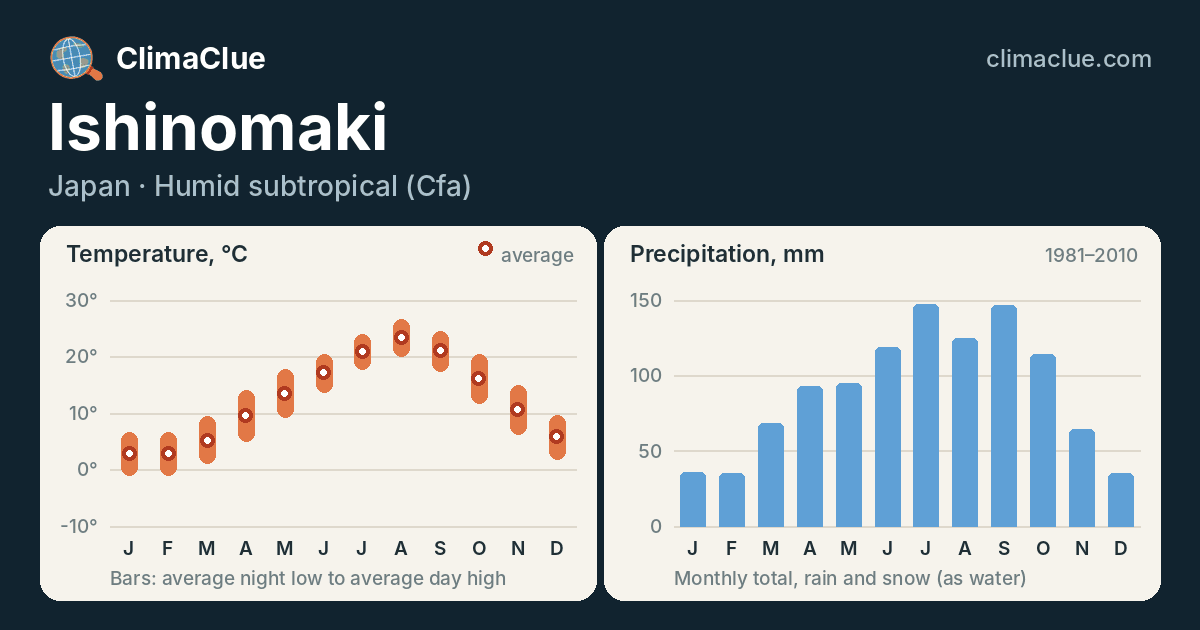 ClimaClue
climaclue.com
Ishinomaki
Japan · Humid subtropical (Cfa)
Temperature, °C
average
30°
20°
10°
0°
-10°
J F M A M J J A S O N D
Bars: average night low to average day high
Precipitation, mm
1981–2010
150
100
50
0
J F M A M J J A S O N D
Monthly total, rain and snow (as water)